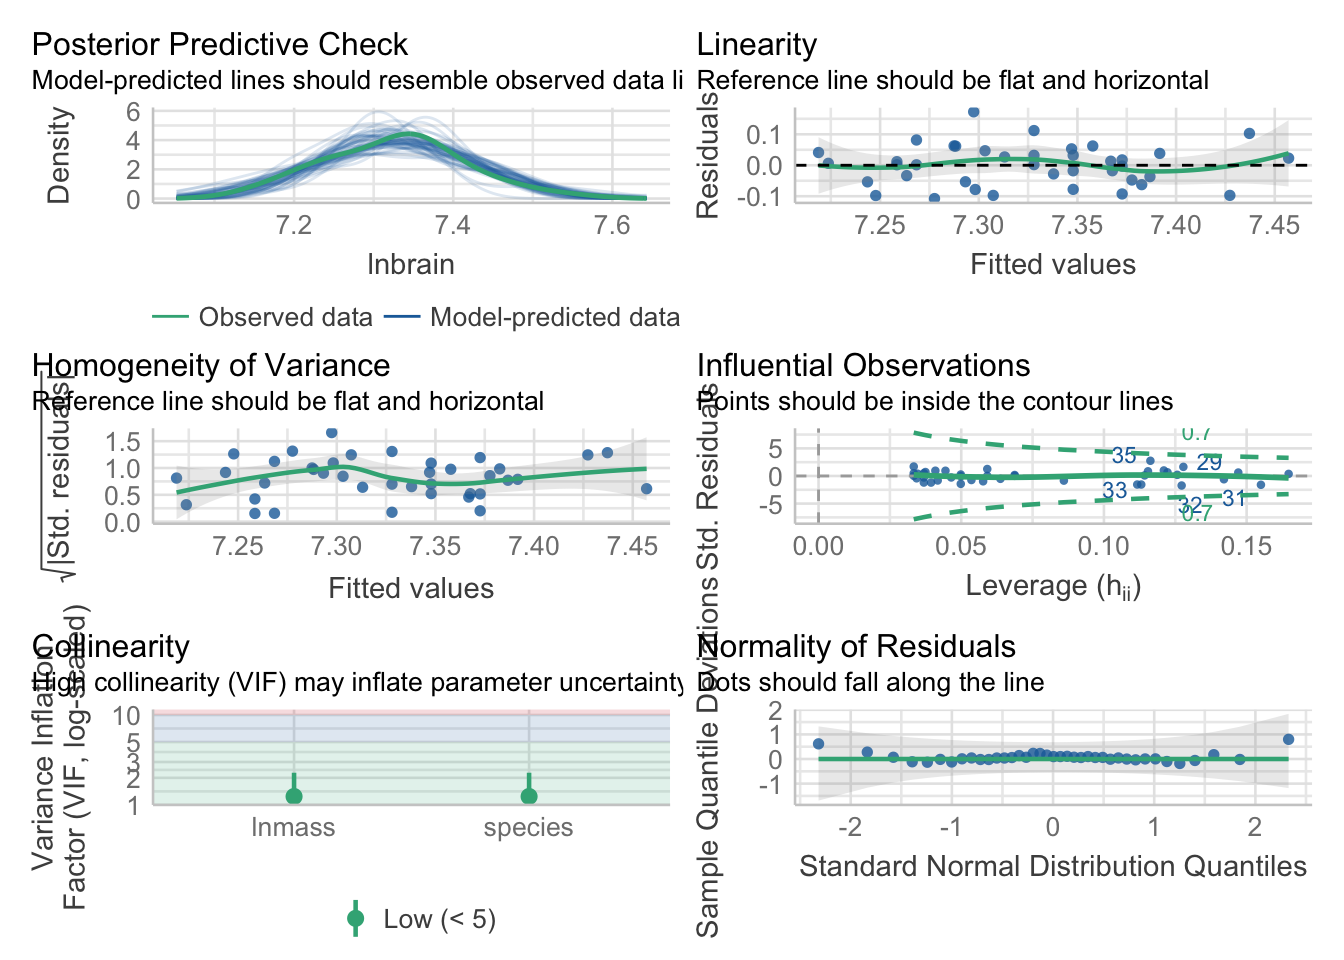 Posterior Predictive Check
Model-predicted lines should resemble observed data li
Density
6
4
2
0
7.2 7.4 7.6
lnbrain
Observed data Model-predicted data
Linearity
Reference line should be flat and horizontal
Residuals
0.1
0.0
-0.1
7.25 7.30 7.35 7.40 7.45
Fitted values
Homogeneity of Variance
Reference line should be flat and horizontal
√|Std. residuals|
1.5
1.0
0.5
0.0
7.25 7.30 7.35 7.40 7.45
Fitted values
Influential Observations
Points should be inside the contour lines
Std. Residuals
5
0
-5
0.7
35
29
33
32
31
0.7
0.00 0.05 0.10 0.15
Leverage (hii)
Collinearity
High collinearity (VIF) may inflate parameter uncertainty
Variance Inflation
Factor (VIF, log-scaled)
10
5
3
2
1
lnmass species
Low (< 5)
Normality of Residuals
Dots should fall along the line
Sample Quantile Deviations
2
1
0
-1
-2 -1 0 1 2
Standard Normal Distribution Quantiles